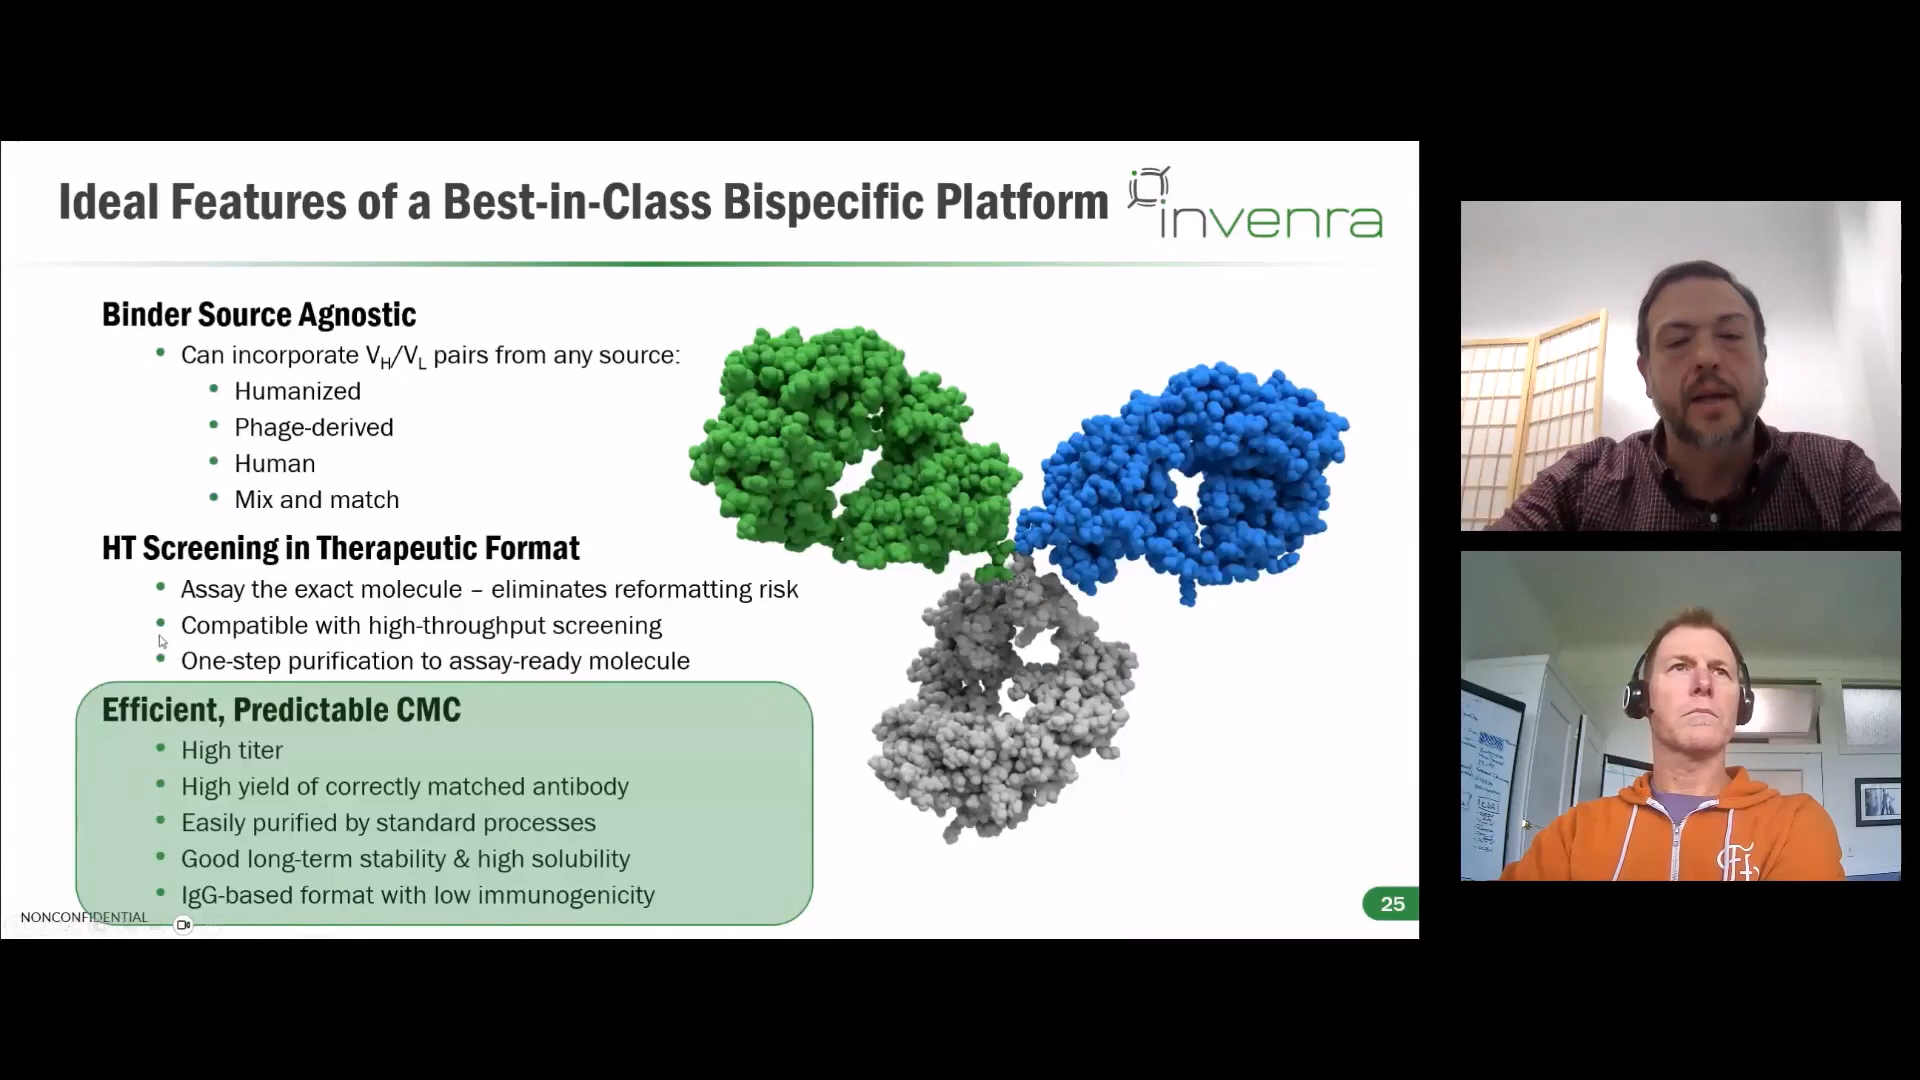 Ideal Features of a Best-in-Class Bispecific Platform
invenra
Binder Source Agnostic
• Can incorporate VH/VL pairs from any source:
• Humanized
• Phage-derived
• Human
• Mix and match
HT Screening in Therapeutic Format
• Assay the exact molecule – eliminates reformatting risk
• Compatible with high-throughput screening
• One-step purification to assay-ready molecule
Efficient, Predictable CMC
• High titer
• High yield of correctly matched antibody
• Easily purified by standard processes
• Good long-term stability & high solubility
• IgG-based format with low immunogenicity
NONCONFIDENTIAL
25